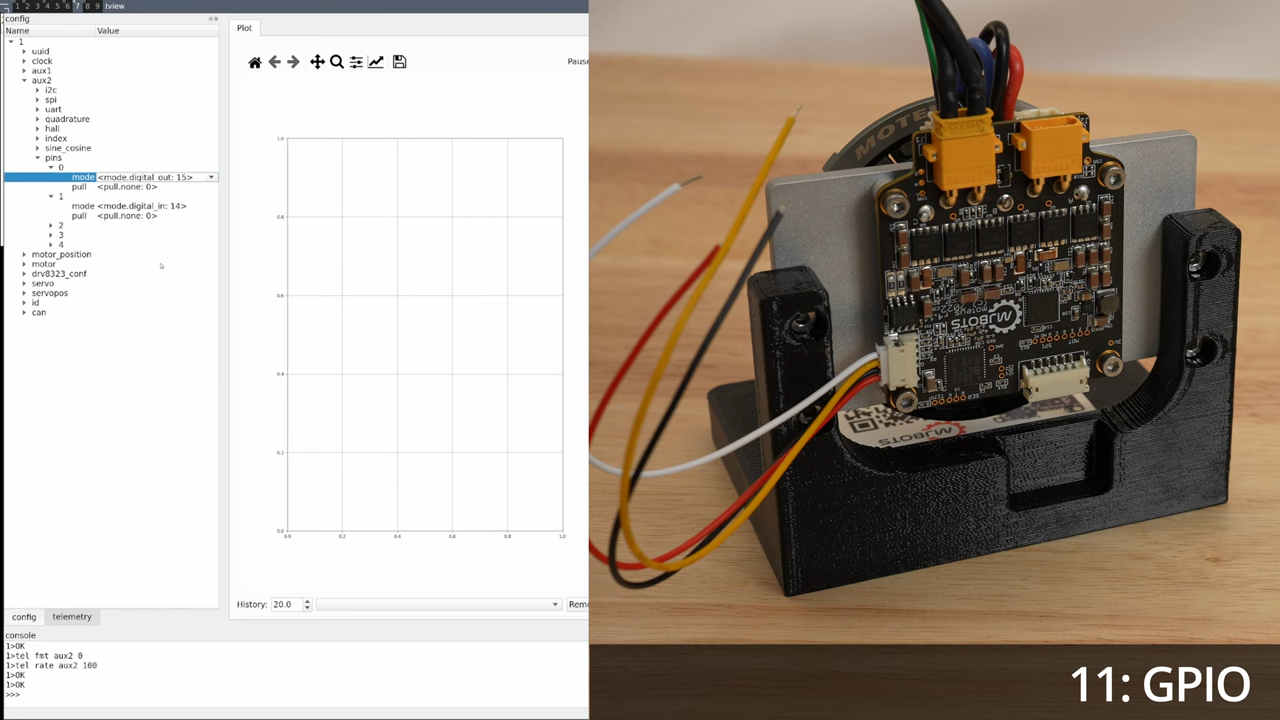 1 2 3 4 5 6 7 8 9 tview
config
Name Value
1
uuid
clock
aux1
aux2
i2c
spi
uart
quadrature
hall
index
sine_cosine
pins
0
mode <mode.digital_out: 15>
pull <pull.none: 0>
1
mode <mode.digital_in: 14>
pull <pull.none: 0>
2
3
4
motor_position
motor
drv8323_conf
servo
servopos
id
can
config telemetry
console
1>OK
1>tel fmt aux2 0
1>tel rate aux2 100
1>OK
1>OK
>>>
Plot
Pause
1.0
0.8
0.6
0.4
0.2
0.0
0.0 0.2 0.4 0.6 0.8 1.0
History: 20.0
Remo
MOTE
MJBOTS
MJBOTS
11: GPIO